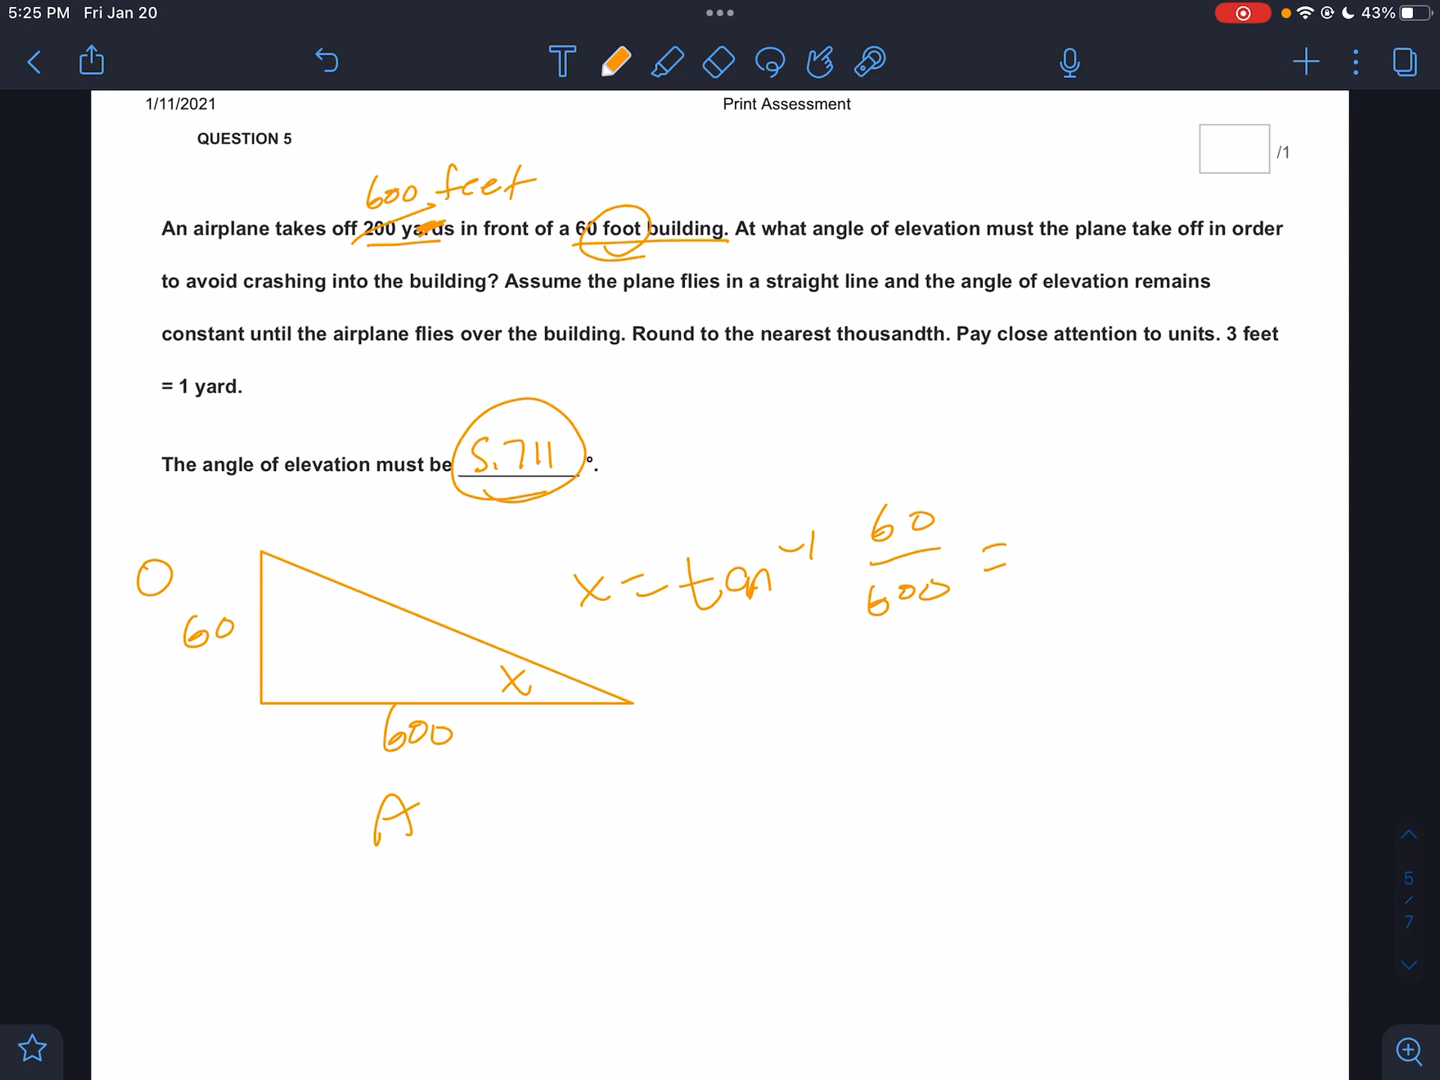 5:25 PM Fri Jan 20
43%
1/11/2021 Print Assessment
QUESTION 5
/1
600 feet
An airplane takes off 200 yards in front of a 60 foot building. At what angle of elevation must the plane take off in order
to avoid crashing into the building? Assume the plane flies in a straight line and the angle of elevation remains
constant until the airplane flies over the building. Round to the nearest thousandth. Pay close attention to units. 3 feet
= 1 yard.
The angle of elevation must be 5.711 °.
x = tan⁻¹ 60/600 =
O
60
x
600
A
5
/
7